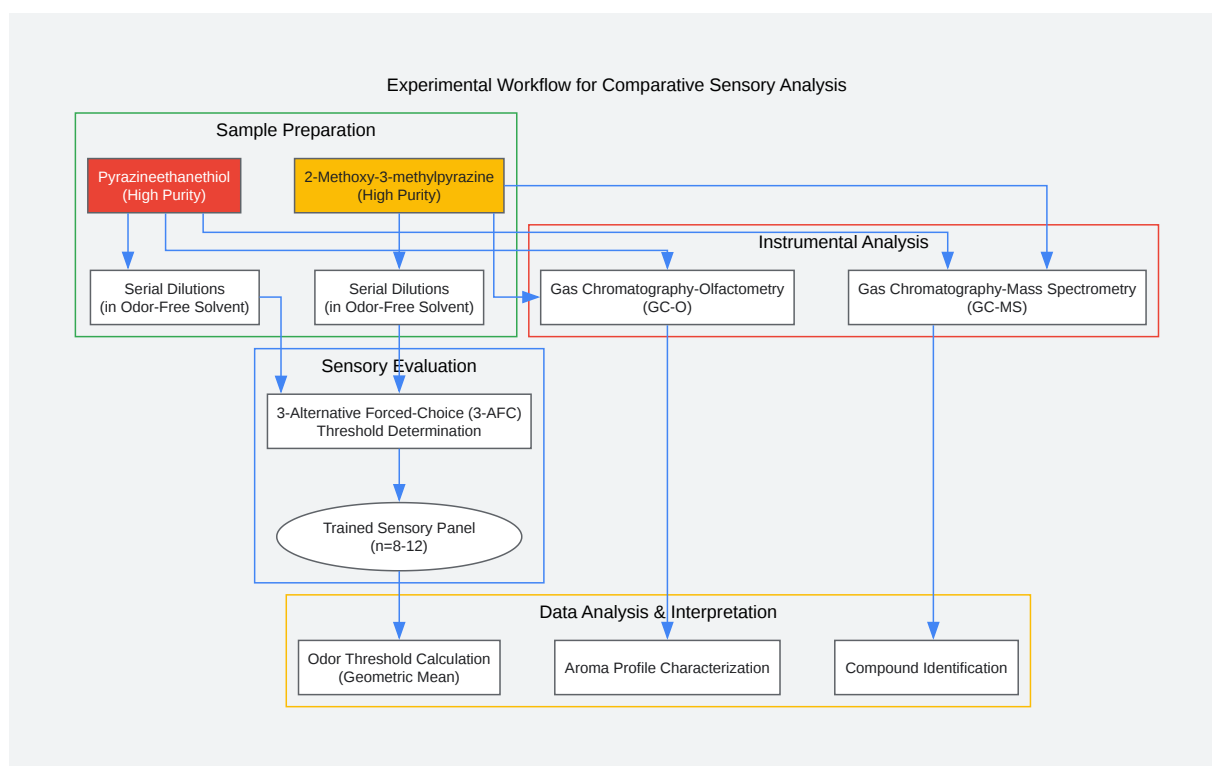 Experimental Workflow for Comparative Sensory Analysis
Sample Preparation
Pyrazineethanethiol
(High Purity)
2-Methoxy-3-methylpyrazine
(High Purity)
Serial Dilutions
(in Odor-Free Solvent)
Serial Dilutions
(in Odor-Free Solvent)
Instrumental Analysis
Gas Chromatography-Olfactometry
(GC-O)
Gas Chromatography-Mass Spectrometry
(GC-MS)
Sensory Evaluation
3-Alternative Forced-Choice (3-AFC)
Threshold Determination
Trained Sensory Panel
(n=8-12)
Data Analysis & Interpretation
Odor Threshold Calculation
(Geometric Mean)
Aroma Profile Characterization
Compound Identification